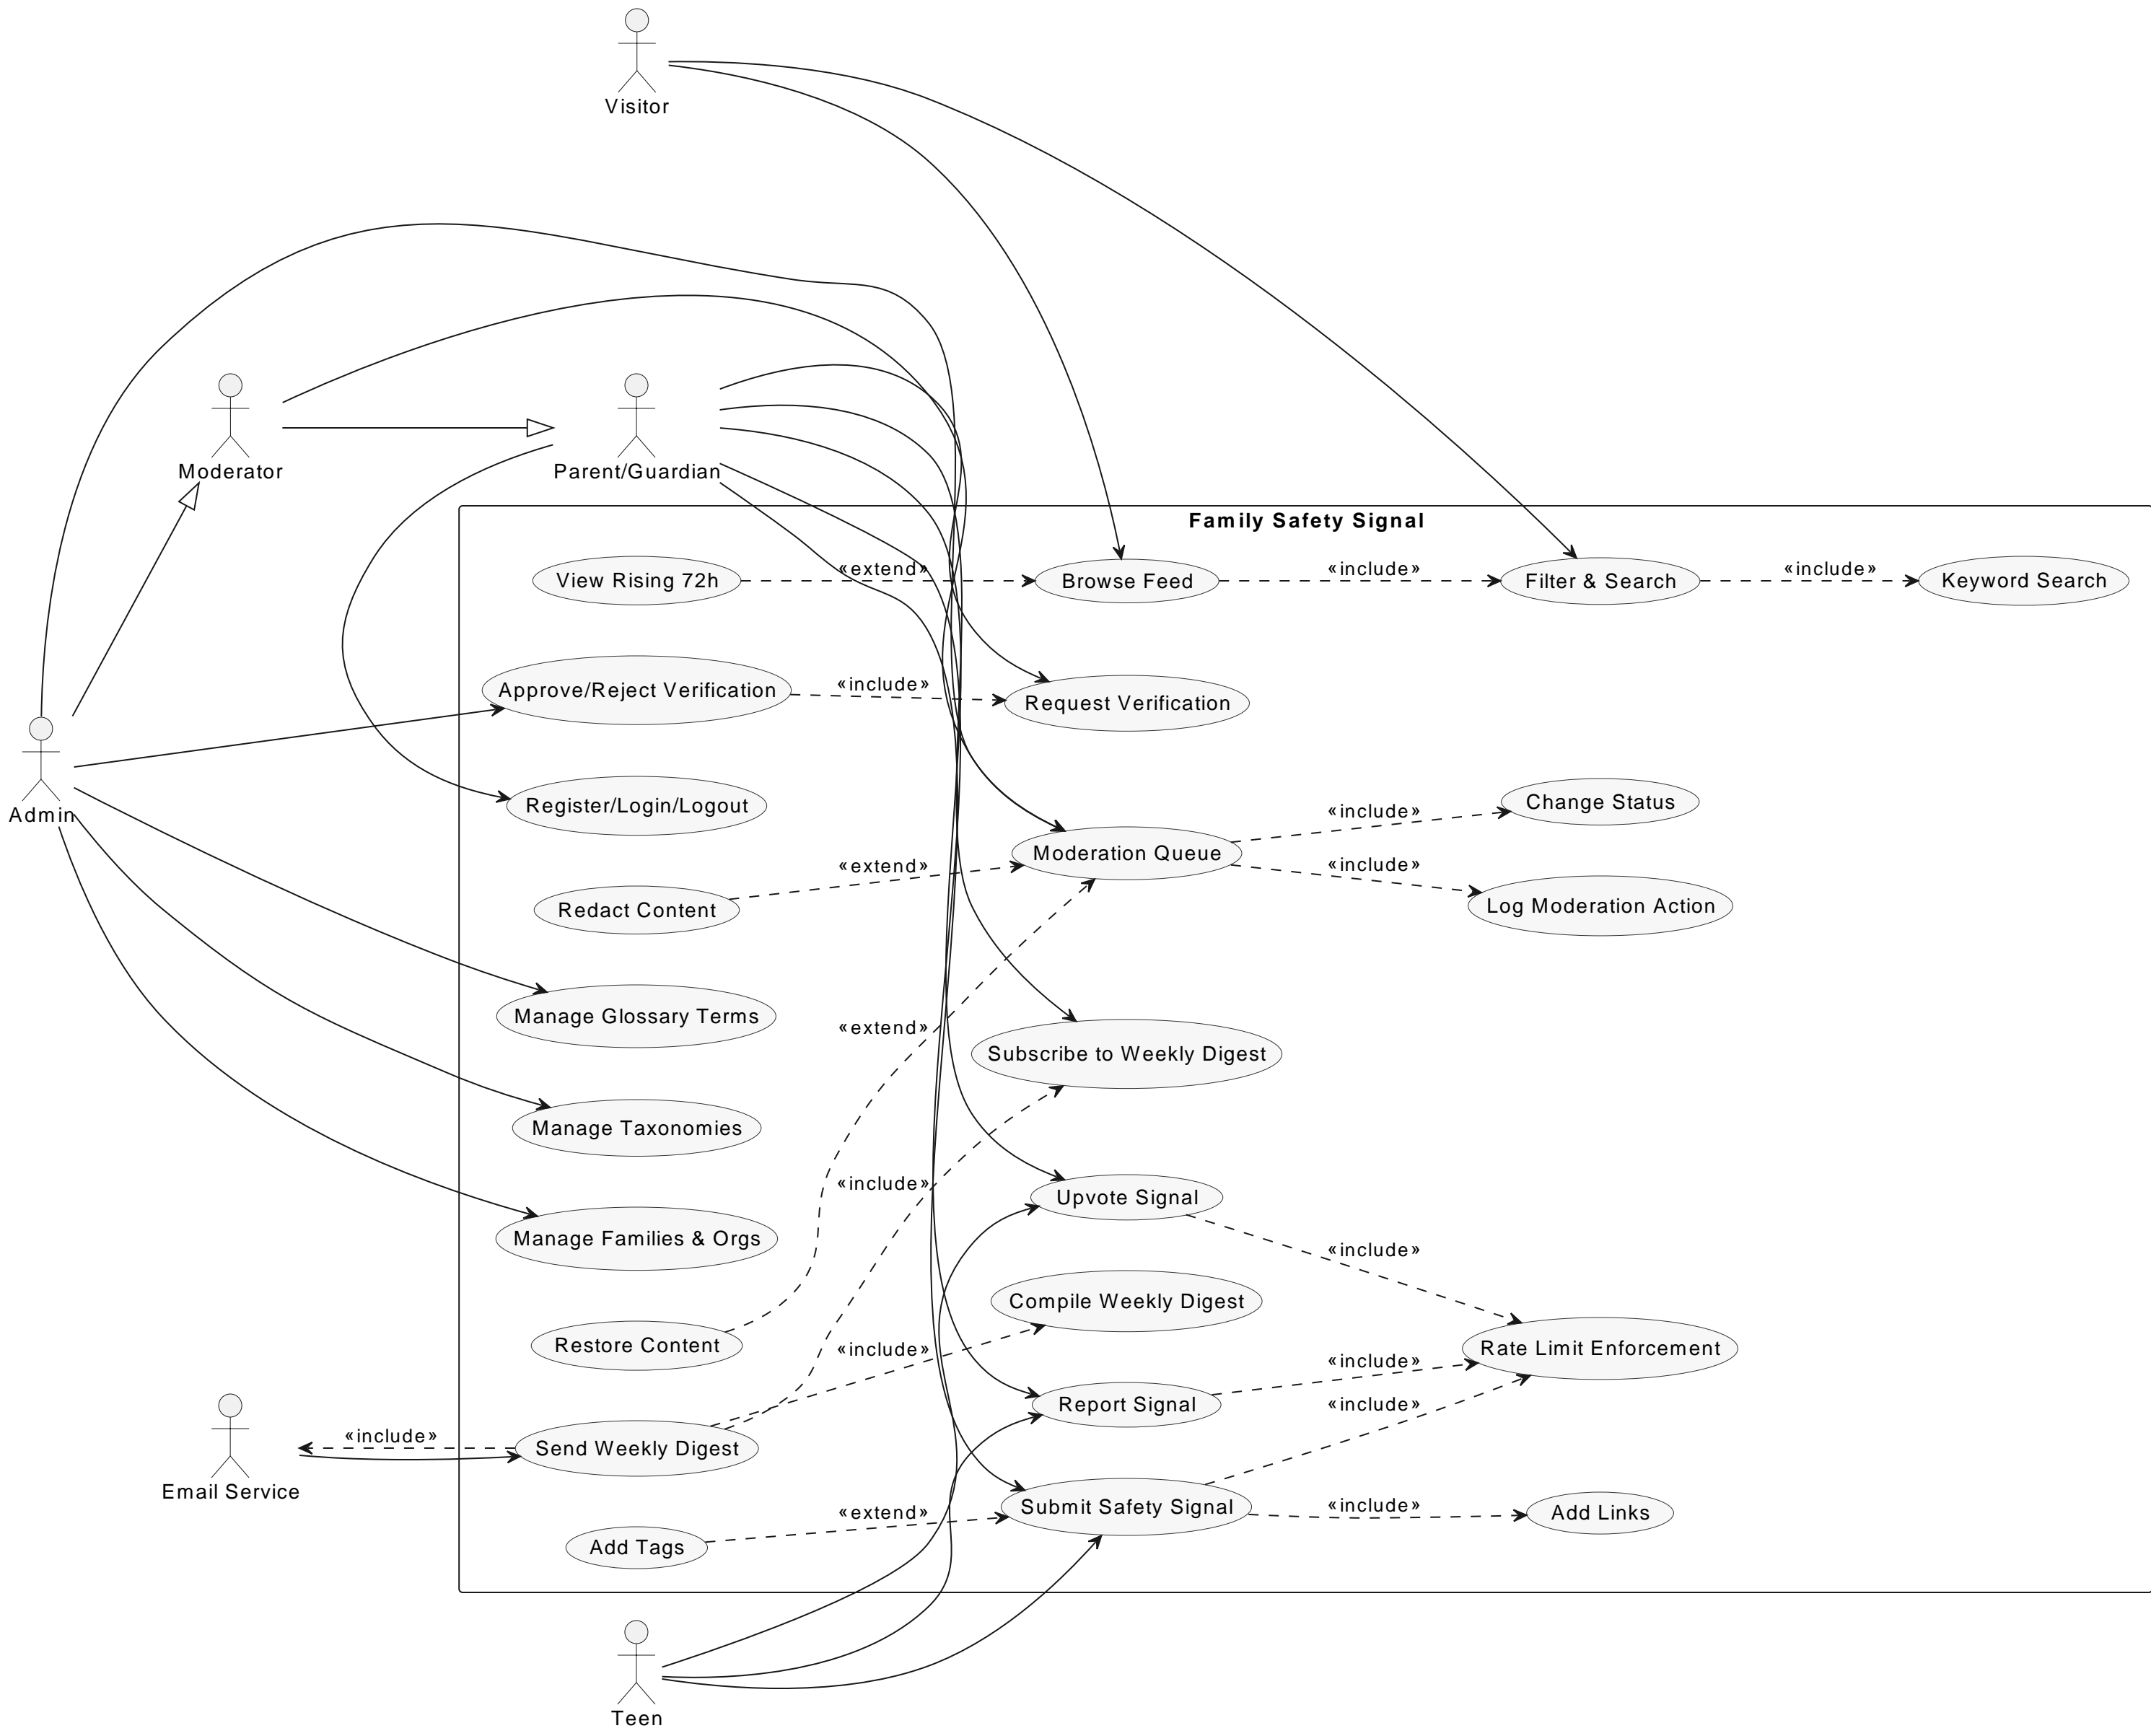 Visitor
Moderator
Parent/Guardian
Family Safety Signal
View Rising 72h
«extend»
Browse Feed
«include»
Filter & Search
«include»
Keyword Search
Approve/Reject Verification
«include»
Request Verification
Admin
Register/Login/Logout
Change Status
«include»
Moderation Queue
«extend»
«include»
Redact Content
Log Moderation Action
Manage Glossary Terms
«extend»
Subscribe to Weekly Digest
Manage Taxonomies
«include»
Upvote Signal
Manage Families & Orgs
«include»
Compile Weekly Digest
Restore Content
«include»
Rate Limit Enforcement
«include»
Report Signal
«include»
Email Service
«include»
Send Weekly Digest
Submit Safety Signal
«include»
Add Links
«extend»
Add Tags
Teen